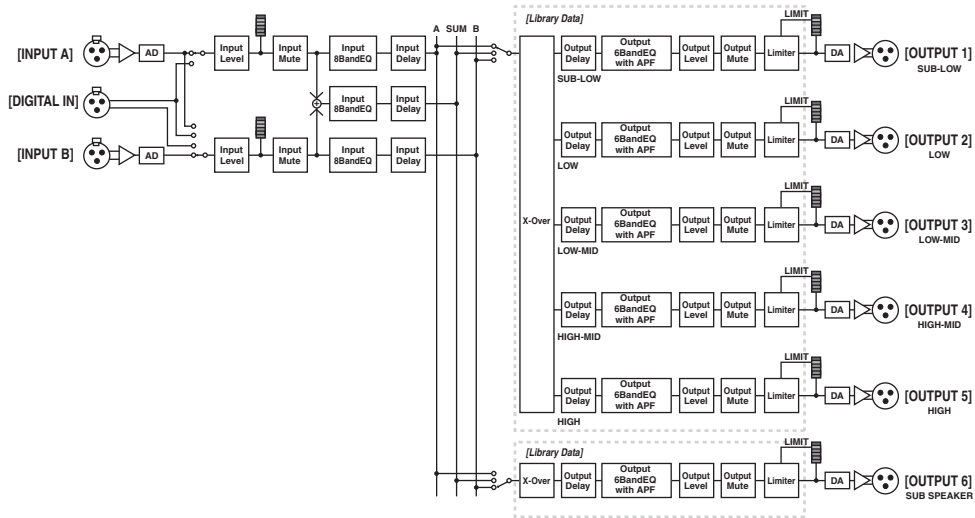 [Library Data]
A SUM B
LIMIT
[INPUT A]
AD
Input Level
Input Mute
Input 8BandEQ
Input Delay
Output Delay
Output 6BandEQ with APF
Output Level
Output Mute
Limiter
DA
[OUTPUT 1]
SUB-LOW
SUB-LOW
[DIGITAL IN]
Input 8BandEQ
Input Delay
LIMIT
[INPUT B]
AD
Input Level
Input Mute
Input 8BandEQ
Input Delay
Output Delay
Output 6BandEQ with APF
Output Level
Output Mute
Limiter
DA
[OUTPUT 2]
LOW
LOW
LIMIT
X-Over
Output Delay
Output 6BandEQ with APF
Output Level
Output Mute
Limiter
DA
[OUTPUT 3]
LOW-MID
LOW-MID
LIMIT
Output Delay
Output 6BandEQ with APF
Output Level
Output Mute
Limiter
DA
[OUTPUT 4]
HIGH-MID
HIGH-MID
LIMIT
Output Delay
Output 6BandEQ with APF
Output Level
Output Mute
Limiter
DA
[OUTPUT 5]
HIGH
HIGH
[Library Data]
LIMIT
X-Over
Output Delay
Output 6BandEQ with APF
Output Level
Output Mute
Limiter
DA
[OUTPUT 6]
SUB SPEAKER